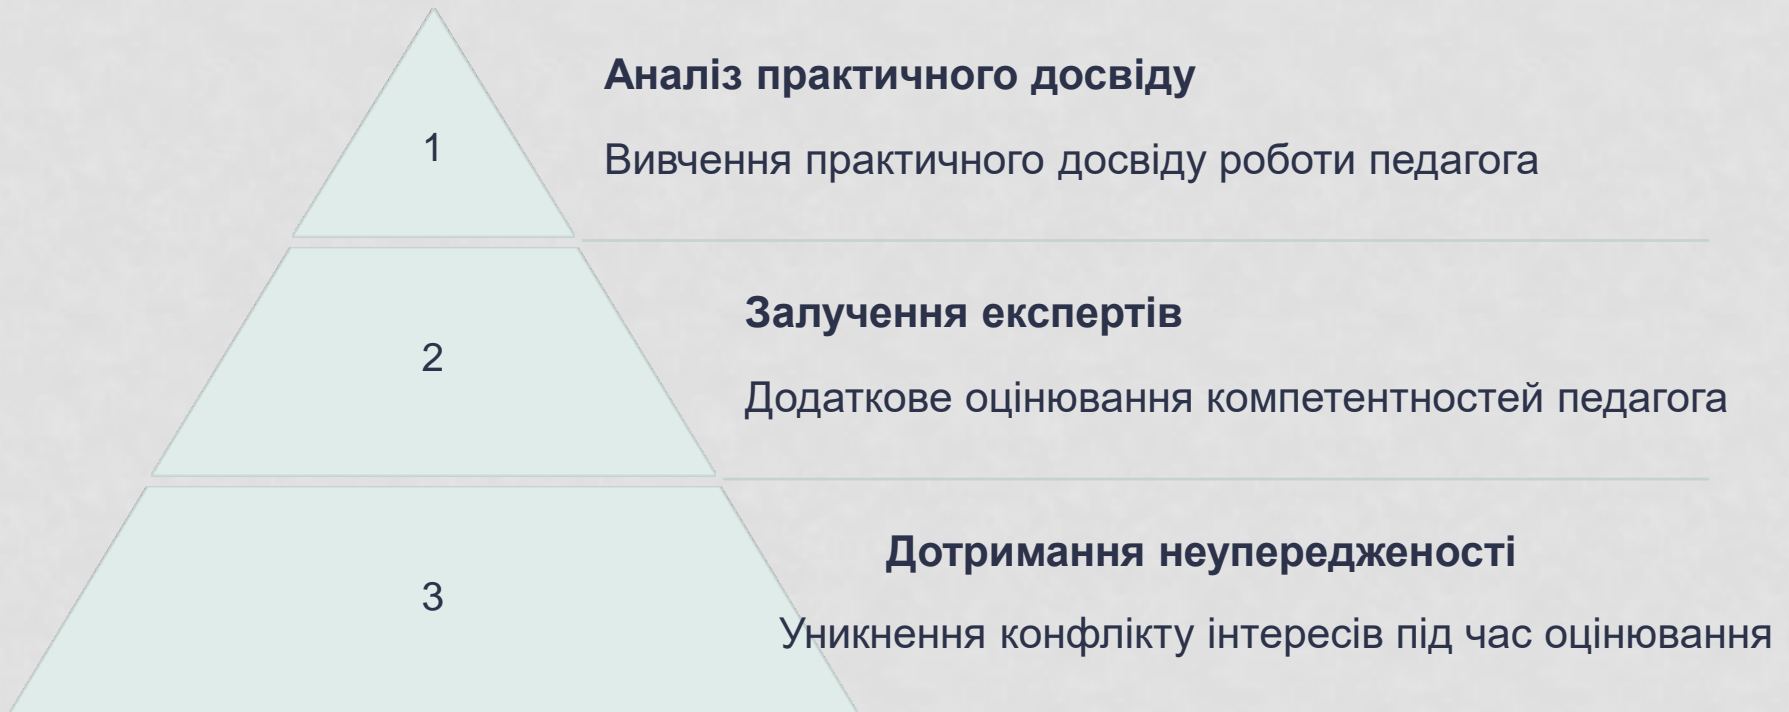 1
Аналіз практичного досвіду
Вивчення практичного досвіду роботи педагога
2
Залучення експертів
Додаткове оцінювання компетентностей педагога
3
Дотримання неупередженості
Уникнення конфлікту інтересів під час оцінювання